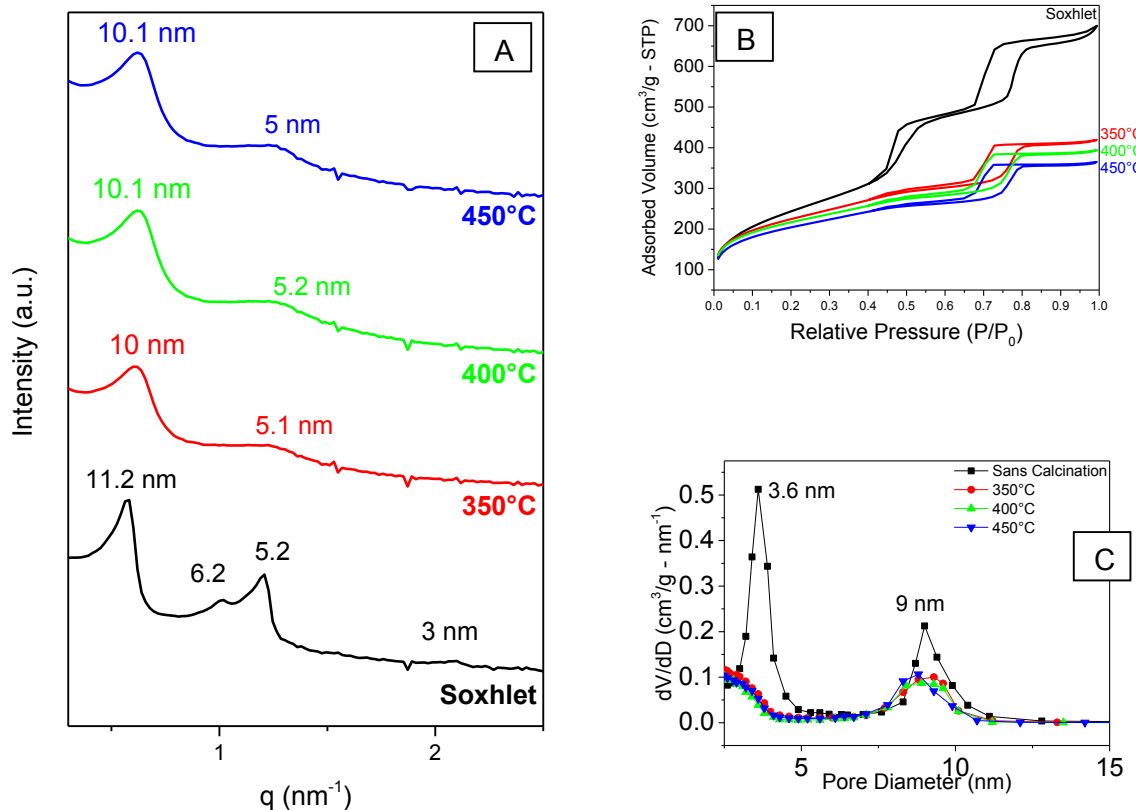 A
10.1 nm
5 nm
450°C
10.1 nm
5.2 nm
400°C
10 nm
5.1 nm
350°C
11.2 nm
6.2
5.2
3 nm
Soxhlet
Intensity (a.u.)
1
2
q (nm⁻¹)
B
Soxhlet
700
600
500
400
300
200
100
350°C
400°C
450°C
0.0 0.1 0.2 0.3 0.4 0.5 0.6 0.7 0.8 0.9 1.0
Adsorbed Volume (cm³/g - STP)
Relative Pressure (P/P₀)
C
Sans Calcination
350°C
400°C
450°C
3.6 nm
9 nm
0.5
0.4
0.3
0.2
0.1
0.0
dV/dD (cm³/g - nm⁻¹)
5 10 15
Pore Diameter (nm)